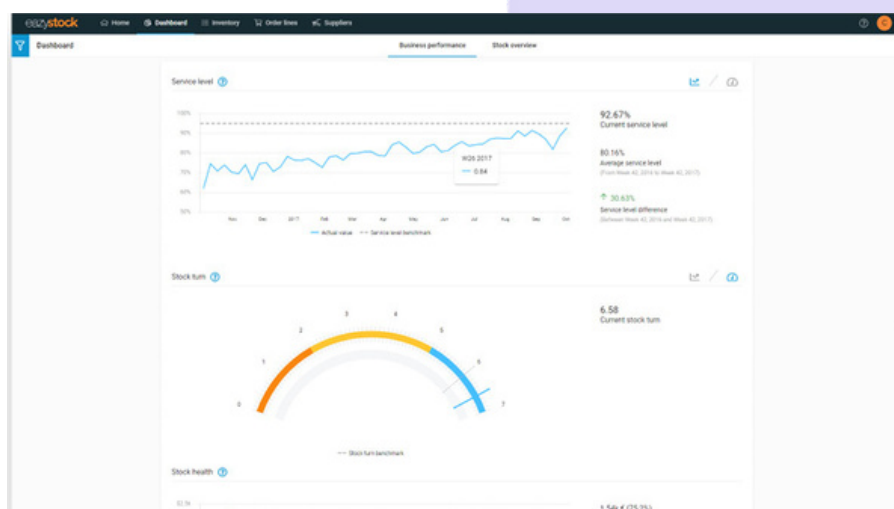 eazystock Home Dashboard Inventory Order lines Suppliers ? C
Dashboard Business performance Stock overview
Service level ?
100%
90%
80%
70%
60%
50%
W26 2017
0.84
Nov Dec 2017 Feb Mar Apr May Jun Jul Aug Sep Oct
Actual value Service level benchmark
92.67%
Current service level
80.16%
Average service level
(From Week 42, 2016 to Week 42, 2017)
30.63%
Service level difference
(Between Week 42, 2016 and Week 42, 2017)
Stock turn ?
0 1 2 3 4 5 6 7
Stock turn benchmark
6.58
Current stock turn
Stock health ?